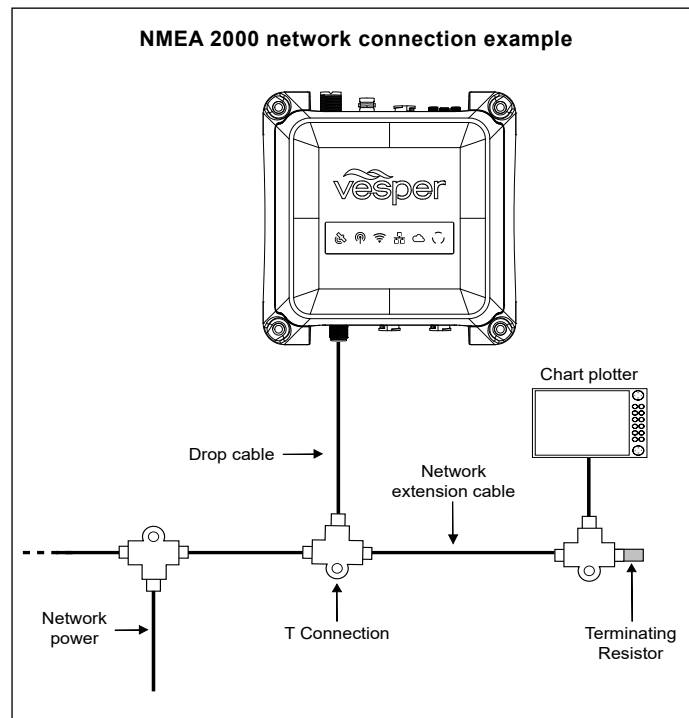 NMEA 2000 network connection example
vesper
Chart plotter
Drop cable
Network
extension cable
Network
power
T Connection
Terminating
Resistor